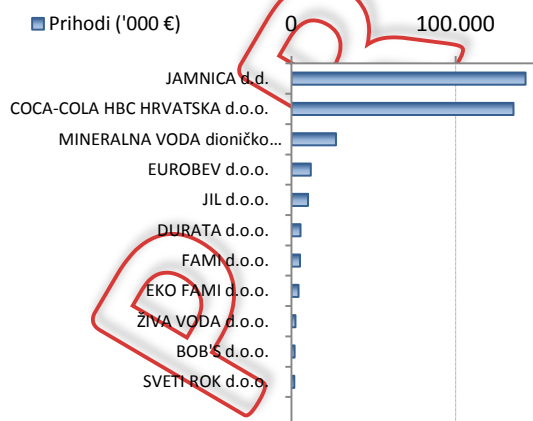 Prihodi ('000 €)
0 100.000
JAMNICA d.d.
COCA-COLA HBC HRVATSKA d.o.o.
MINERALNA VODA dioničko...
EUROBEV d.o.o.
JIL d.o.o.
DURATA d.o.o.
FAMI d.o.o.
EKO FAMI d.o.o.
ŽIVA VODA d.o.o.
BOB'S d.o.o.
SVETI ROK d.o.o.